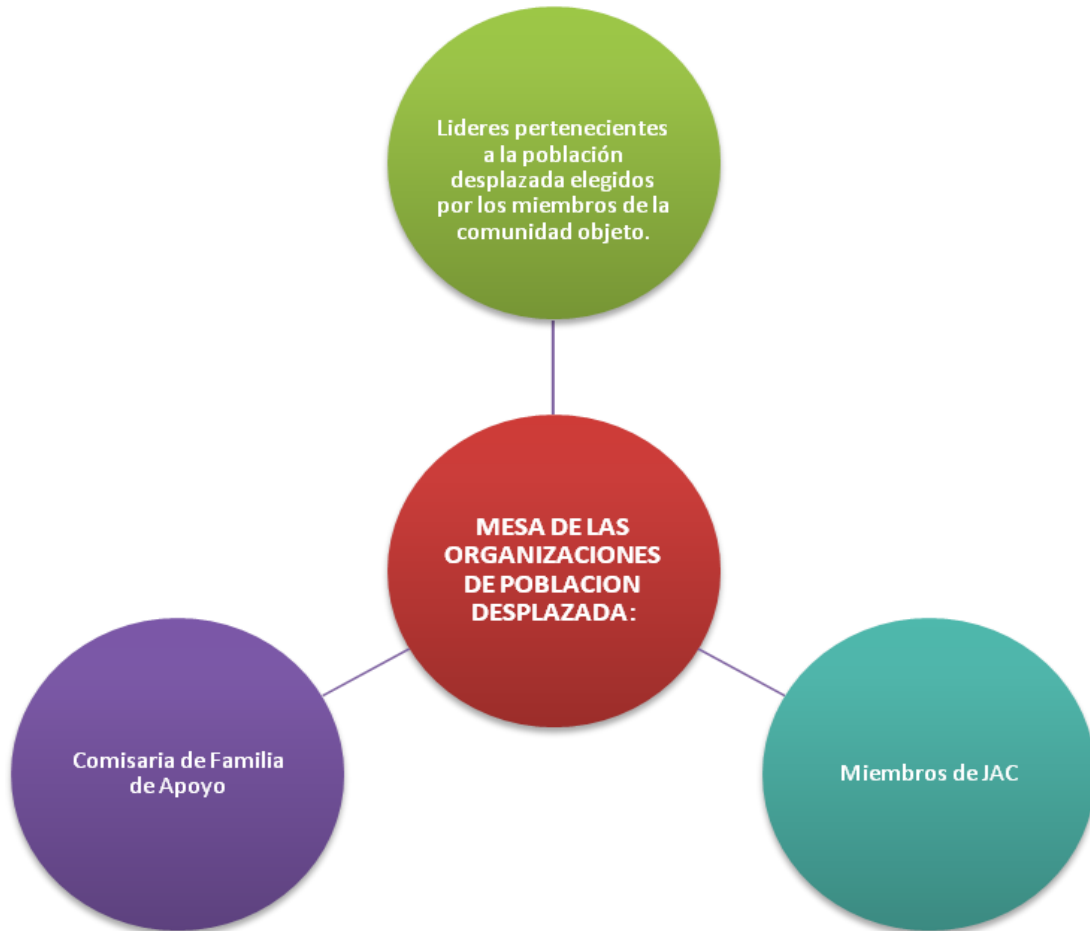 Lideres pertenecientes
a la población
desplazada elegidos
por los miembros de la
comunidad objeto.
MESA DE LAS
ORGANIZACIONES
DE POBLACION
DESPLAZADA:
Comisaria de Familia
de Apoyo
Miembros de JAC